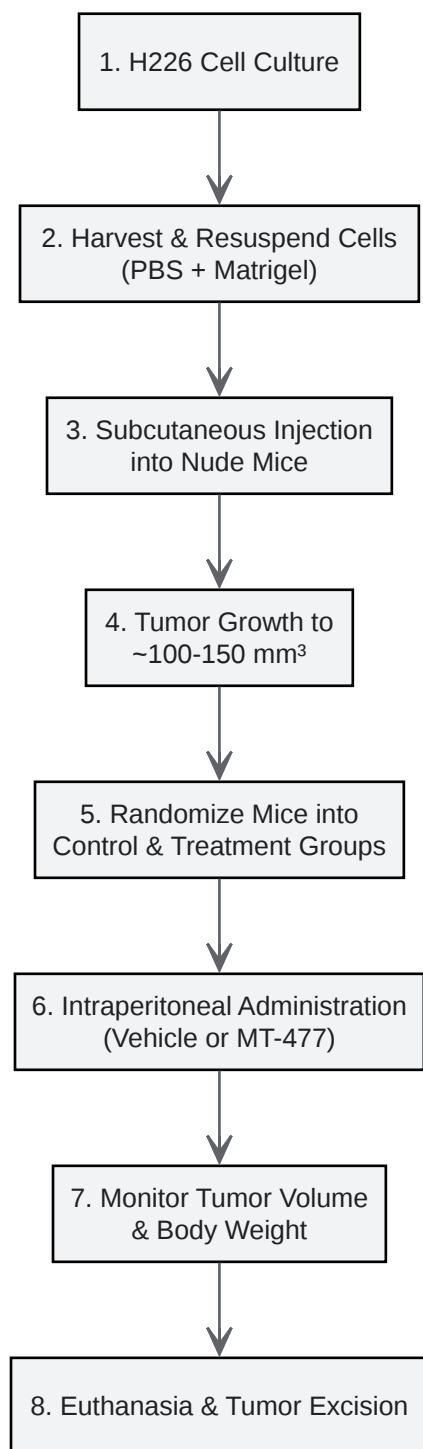 1. H226 Cell Culture
2. Harvest & Resuspend Cells
(PBS + Matrigel)
3. Subcutaneous Injection
into Nude Mice
4. Tumor Growth to
~100-150 mm³
5. Randomize Mice into
Control & Treatment Groups
6. Intraperitoneal Administration
(Vehicle or MT-477)
7. Monitor Tumor Volume
& Body Weight
8. Euthanasia & Tumor Excision